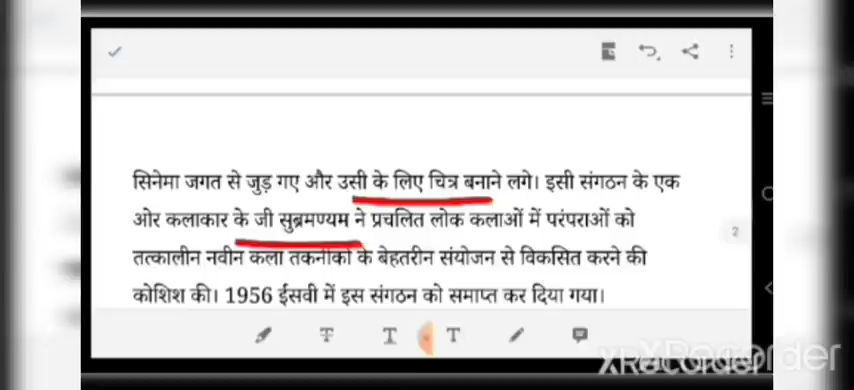 सिनेमा जगत से जुड़ गए और उसी के लिए चित्र बनाने लगे। इसी संगठन के एक
ओर कलाकार के जी सुब्रमण्यम ने प्रचलित लोक कलाओं में परंपराओं को
2
तत्कालीन नवीन कला तकनीको के बेहतरीन संयोजन से विकसित करने की
कोशिश की। 1956 ईसवी में इस संगठन को समाप्त कर दिया गया।
XRecorder